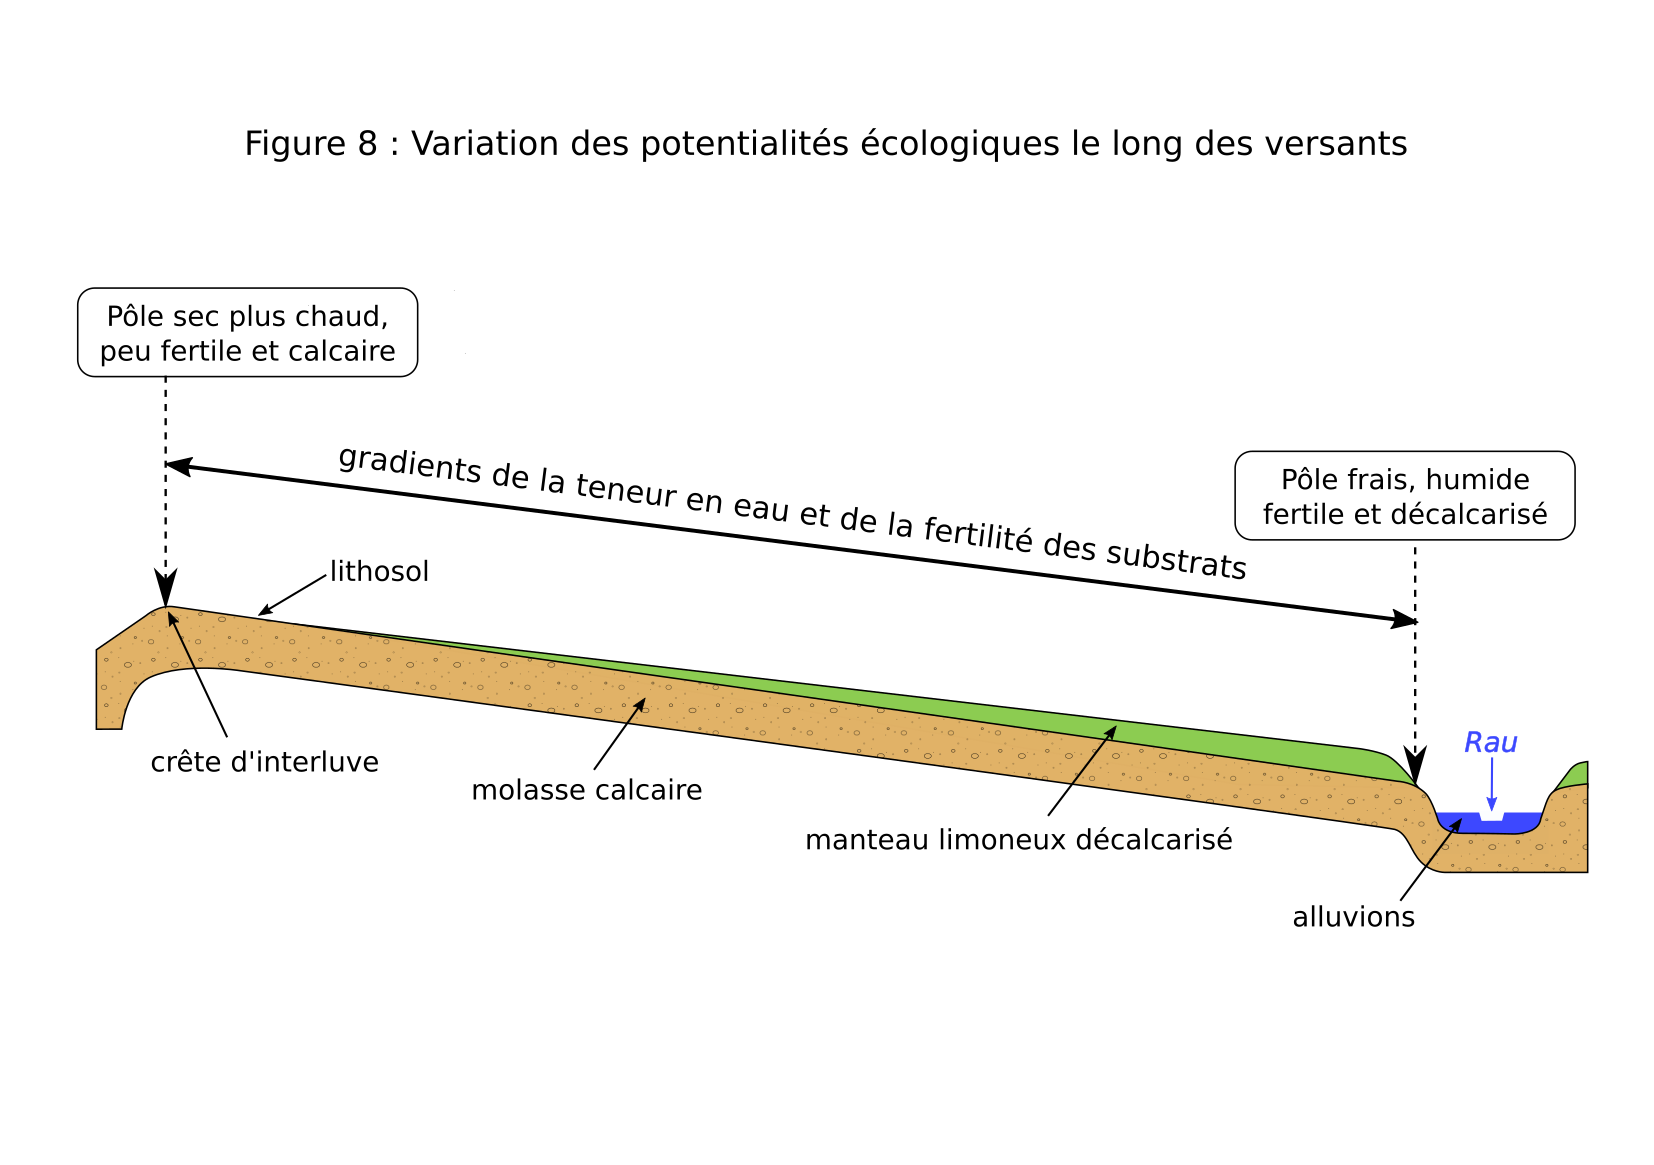 Figure 8 : Variation des potentialités écologiques le long des versants
Pôle sec plus chaud,
peu fertile et calcaire
gradients de la teneur en eau et de la fertilité des substrats
Pôle frais, humide
fertile et décalcarisé
lithosol
crête d'interluve
molasse calcaire
manteau limoneux décalcarisé
Rau
alluvions